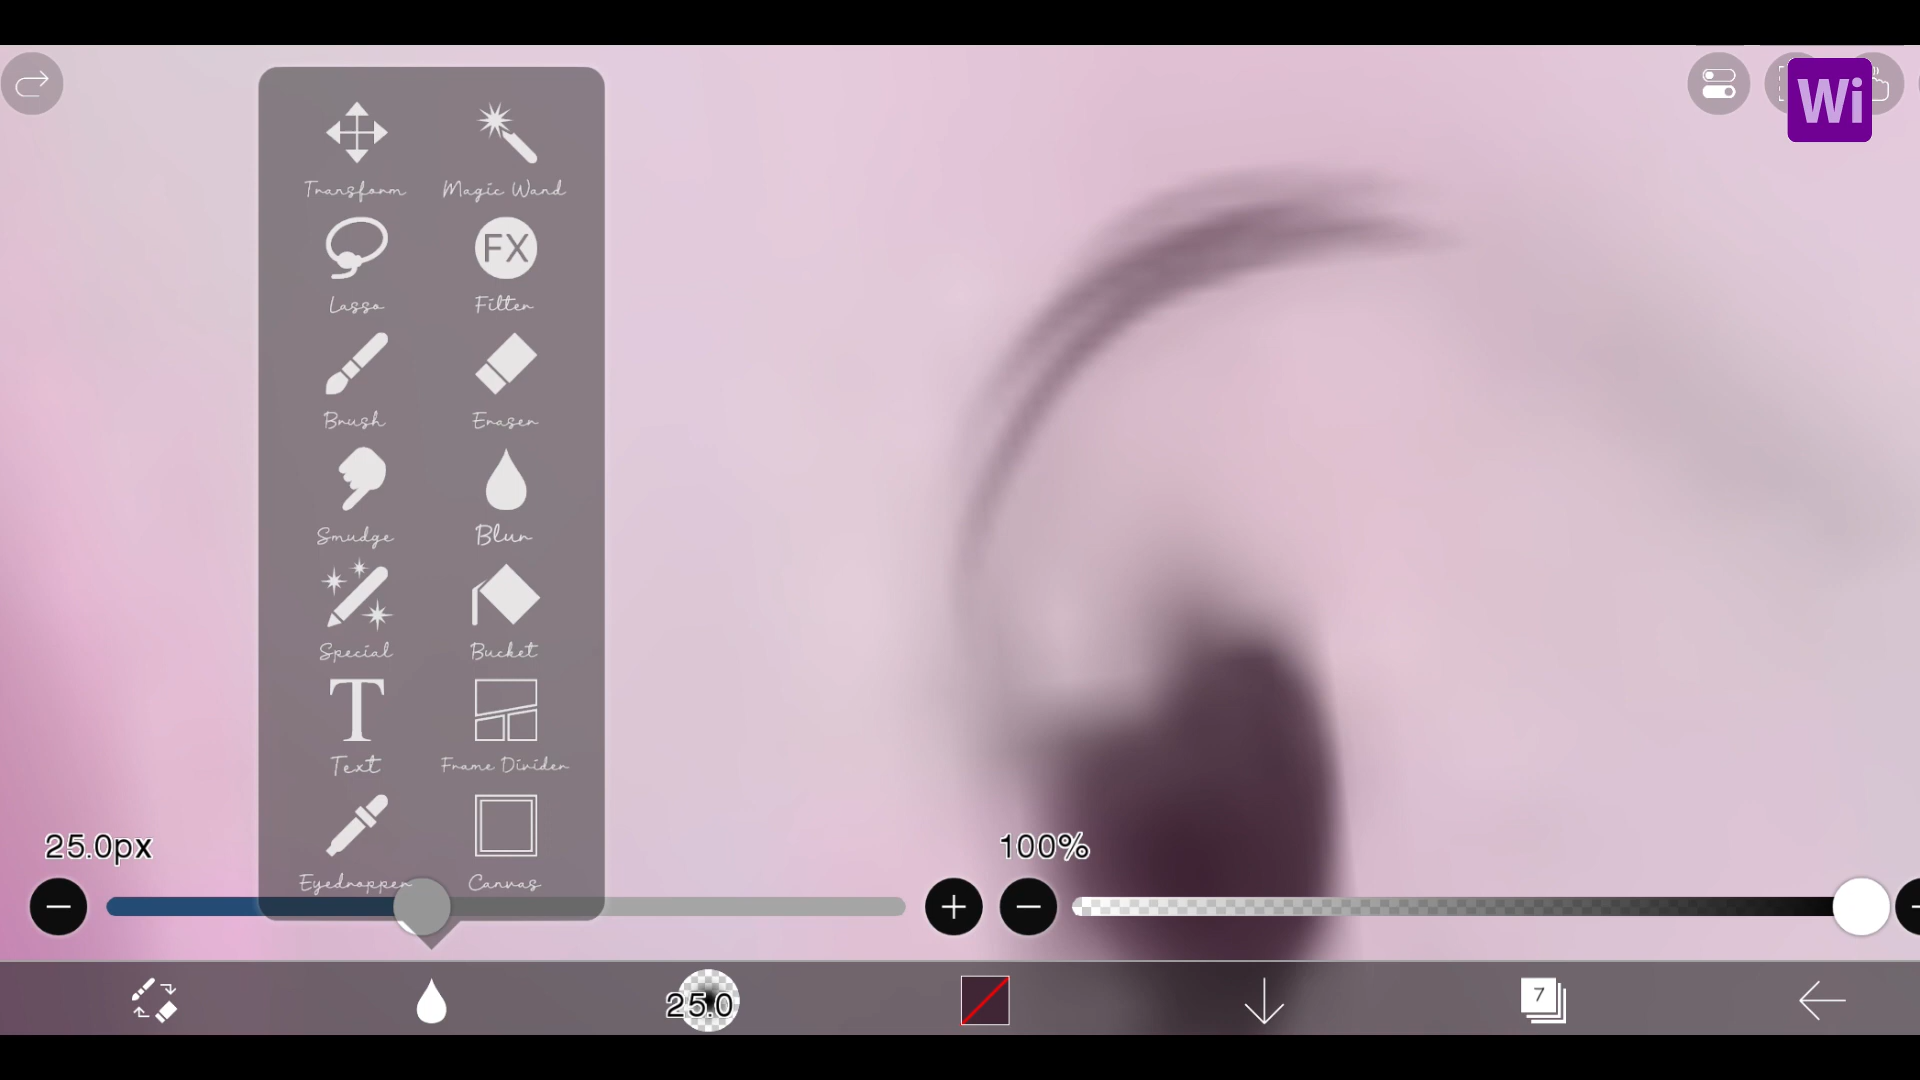 Wi
Transform Magic Wand
Lasso
FX
Filter
Brush Eraser
Smudge Blur
Special Bucket
T
Text Frame Divider
Eyedropper Canvas
25.0px 100%
25.0
7